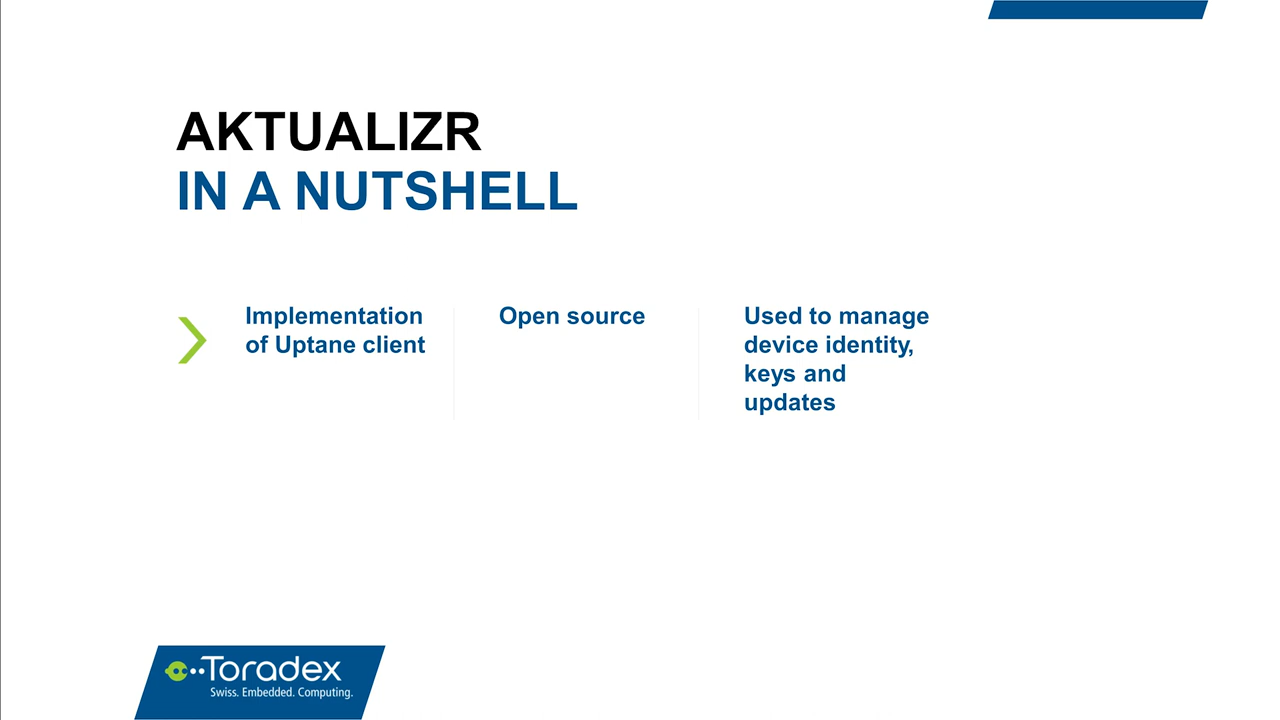 AKTUALIZR
IN A NUTSHELL
Implementation
of Uptane client
Open source
Used to manage
device identity,
keys and
updates
Toradex
Swiss. Embedded. Computing.